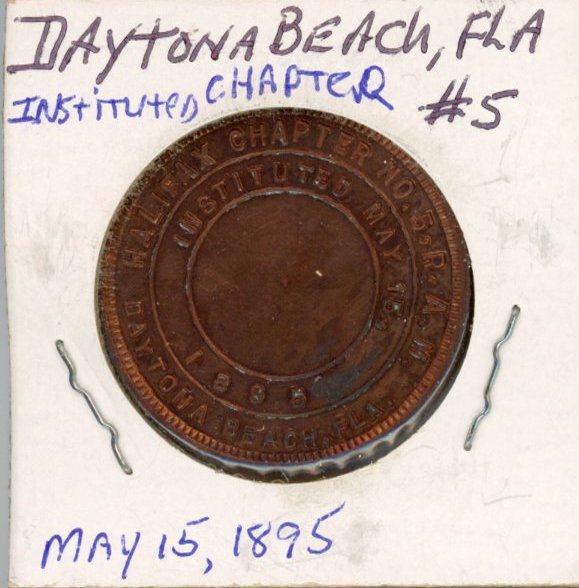 DAYTONA BEACH, FLA
INSTITUTED CHAPTER #5
HALIFAX CHAPTER NO. 5, R. A. M.
DAYTONA BEACH, FLA.
INSTITUTED MAY 15,
1895
MAY 15, 1895